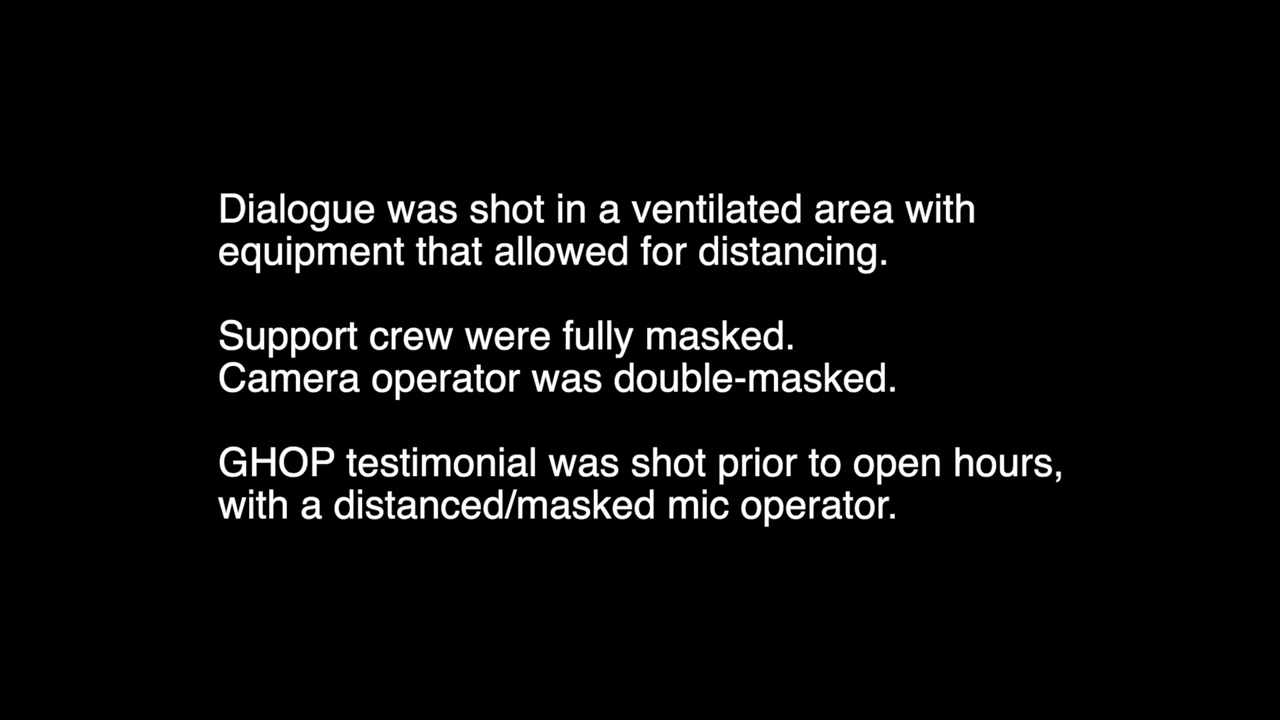 Dialogue was shot in a ventilated area with
equipment that allowed for distancing.
Support crew were fully masked.
Camera operator was double-masked.
GHOP testimonial was shot prior to open hours,
with a distanced/masked mic operator.